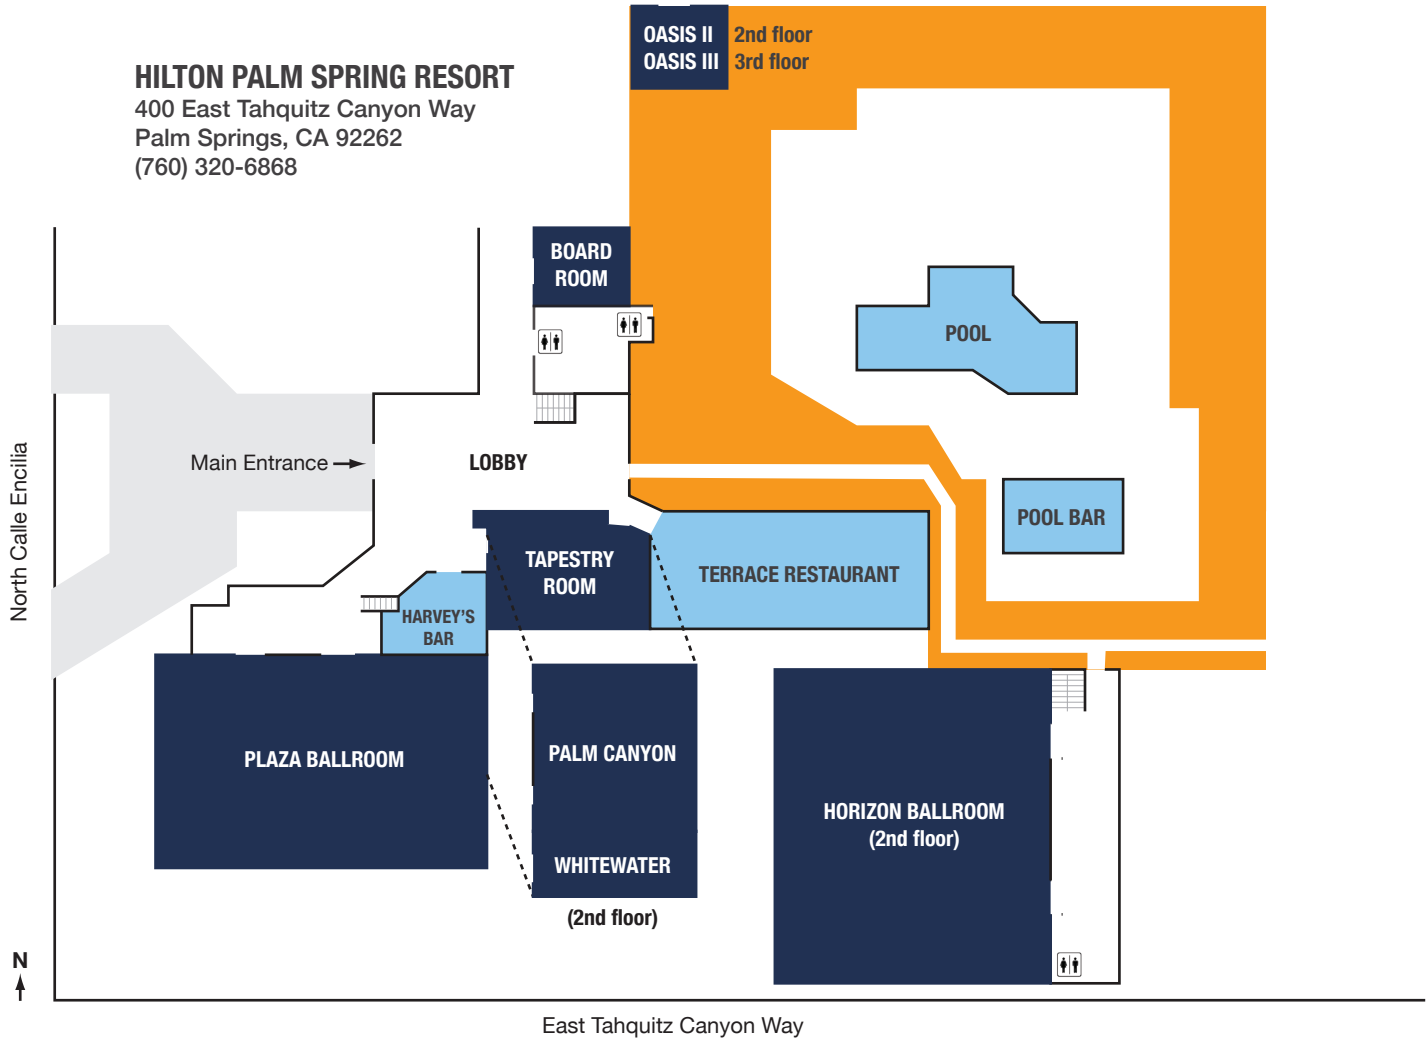 OASIS II 2nd floor
OASIS III 3rd floor
HILTON PALM SPRING RESORT
400 East Tahquitz Canyon Way
Palm Springs, CA 92262
(760) 320-6868
BOARD
ROOM
POOL
North Calle Encilia
Main Entrance
LOBBY
POOL BAR
TAPESTRY
ROOM
TERRACE RESTAURANT
HARVEY'S
BAR
PLAZA BALLROOM
PALM CANYON
HORIZON BALLROOM
(2nd floor)
WHITEWATER
(2nd floor)
N
East Tahquitz Canyon Way